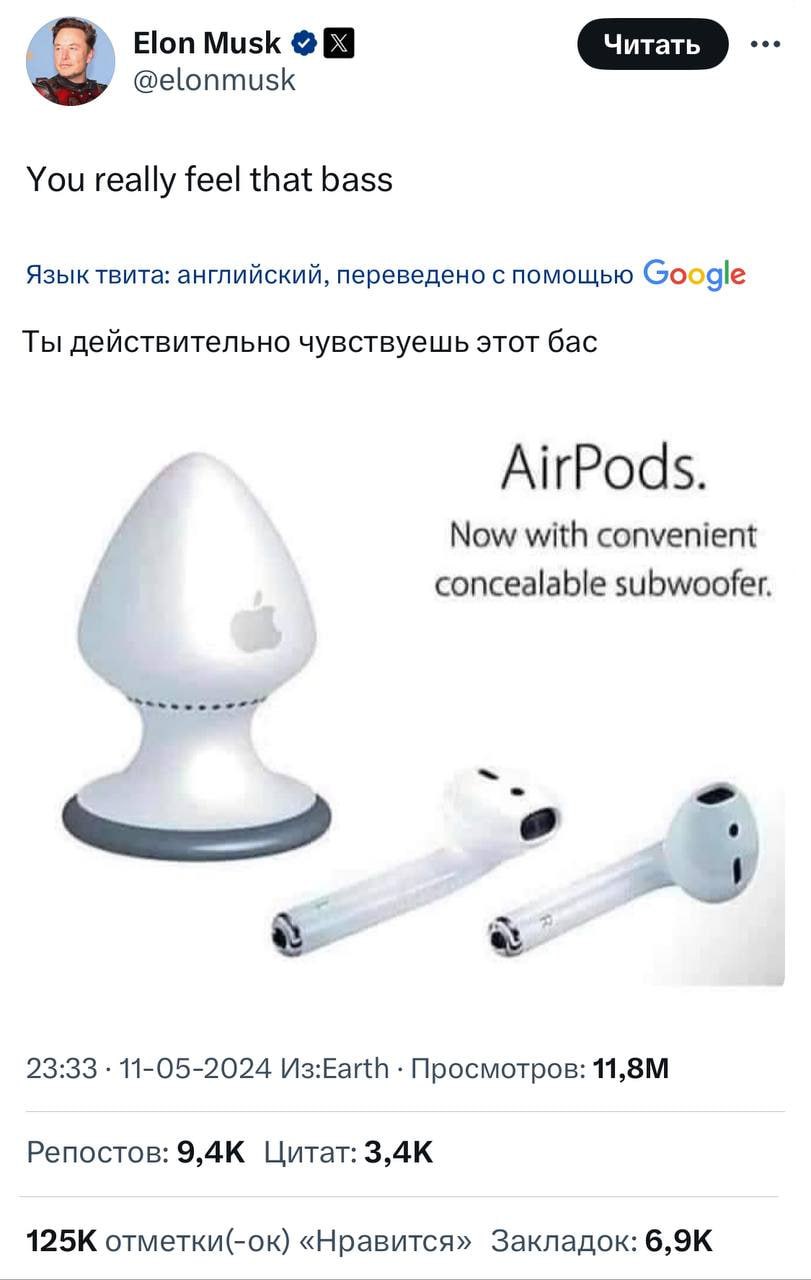 Elon Musk
Читать
@elonmusk
You really feel that bass
Язык твита: английский, переведено с помощью Google
Ты действительно чувствуешь этот бас
AirPods.
Now with convenient
concealable subwoofer.
R
23:33 · 11-05-2024 Из:Earth · Просмотров: 11,8M
Репостов: 9,4K Цитат: 3,4K
125K отметки(-ок) «Нравится» Закладок: 6,9K